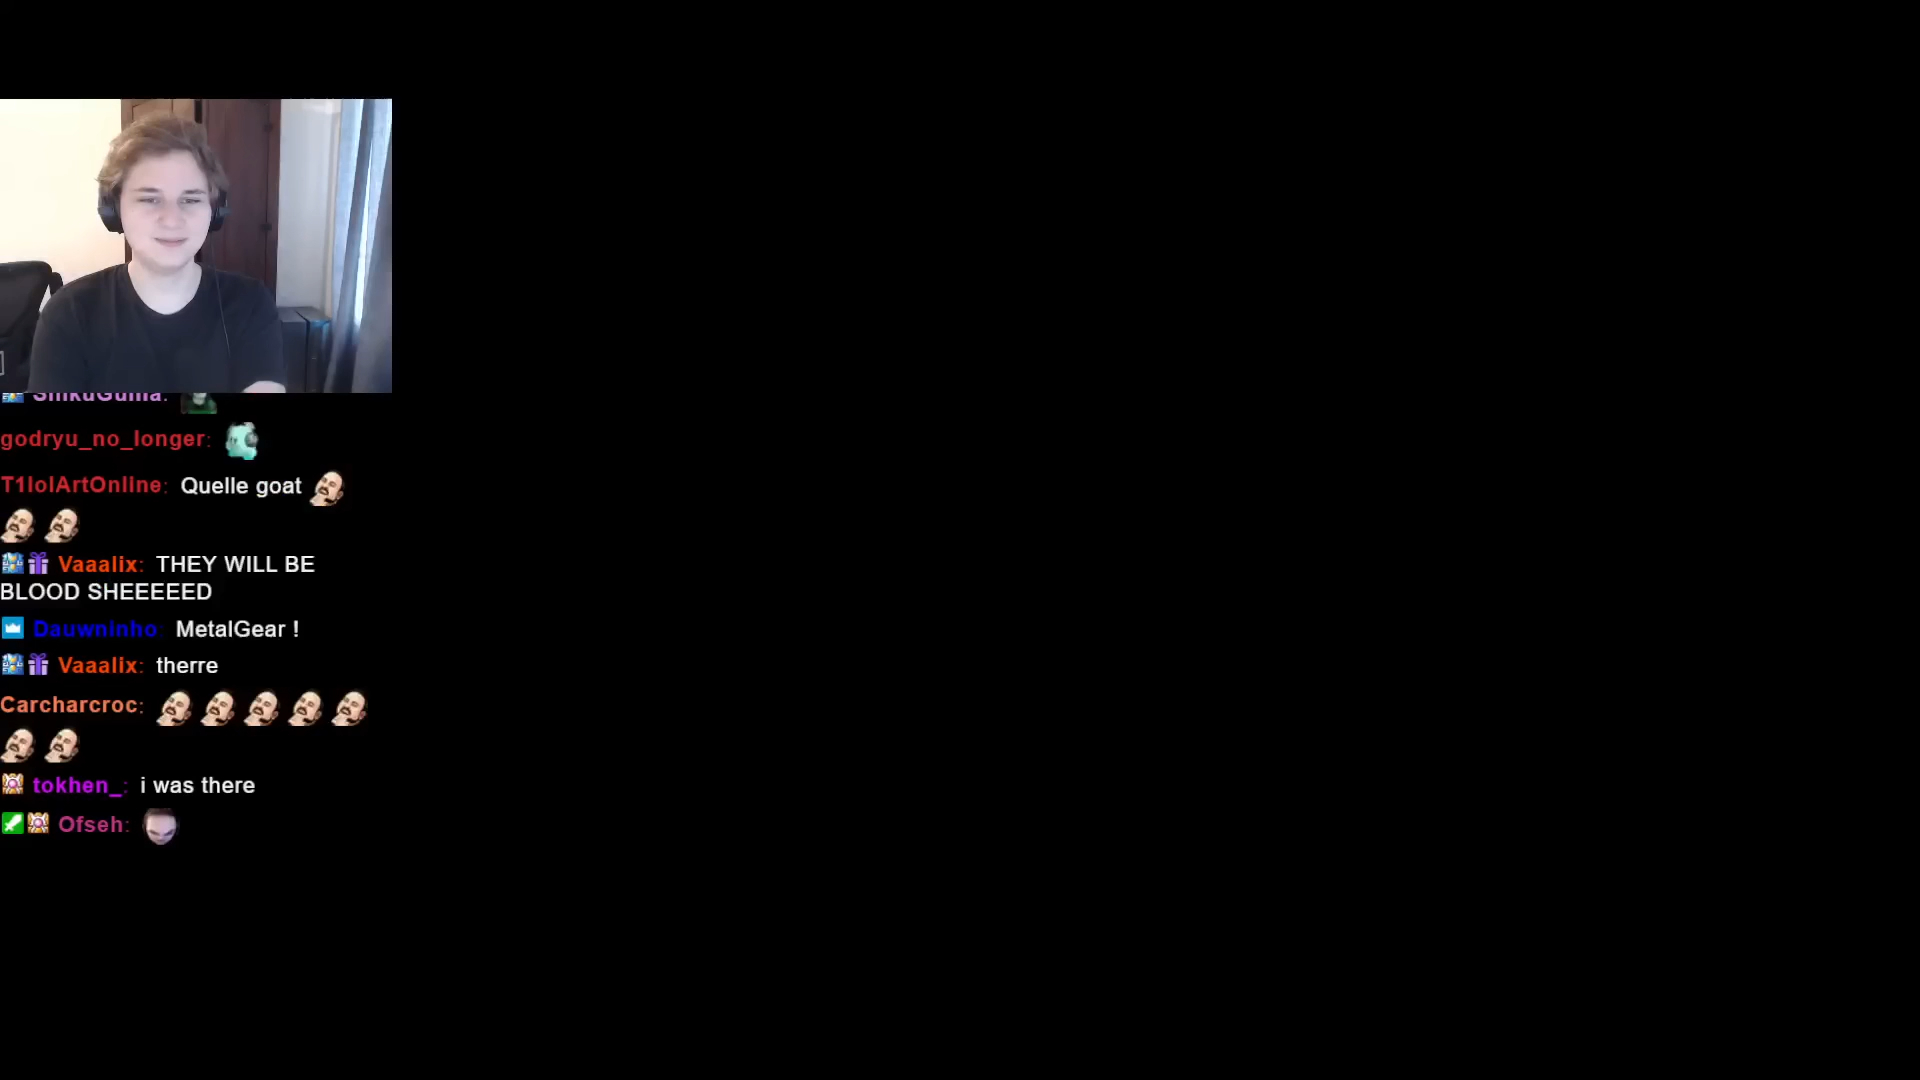 godryu_no_longer:
T1lolArtOnlIne: Quelle goat
Vaaalix: THEY WILL BE
BLOOD SHEEEEED
Dauwninho: MetalGear !
Vaaalix: therre
Carcharcroc:
tokhen_: i was there
Ofseh: